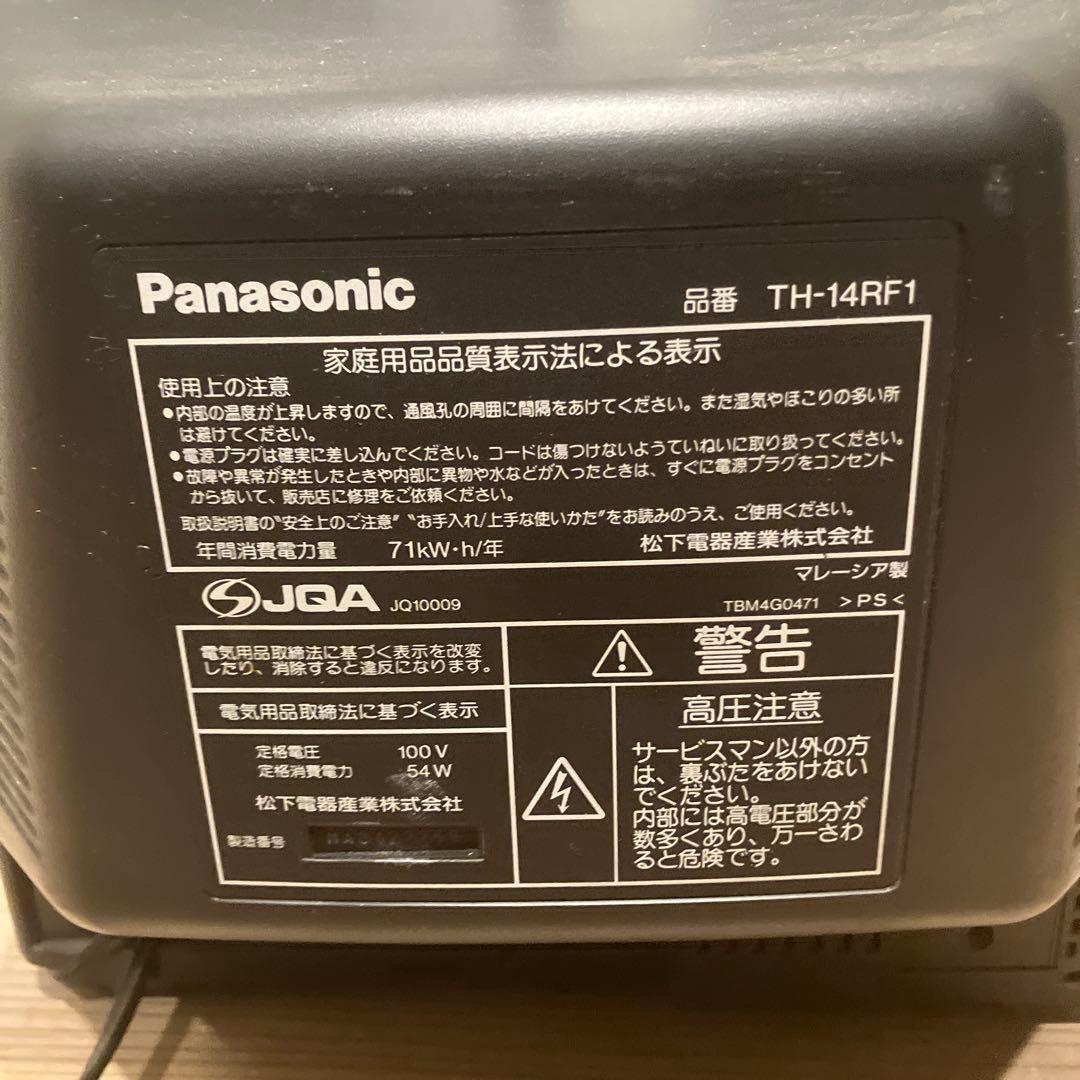 Panasonic
品番 TH-14RF1
家庭用品品質表示法による表示
使用上の注意
●内部の温度が上昇しますので、通風孔の周囲に間隔をあけてください。また湿気やほこりの多い所
は避けてください。
●電源プラグは確実に差し込んでください。コードは傷つけないようていねいに取り扱ってください。
●故障や異常が発生したときや内部に異物や水などが入ったときは、すぐに電源プラグをコンセント
から抜いて、販売店に修理をご依頼ください。
取扱説明書の"安全上のご注意" "お手入れ/上手な使いかた"をお読みのうえ、ご使用ください。
年間消費電力量 71kW・h/年 松下電器産業株式会社
マレーシア製
JQA JQ10009
TBM4G0471 >PS<
電気用品取締法に基づく表示を改変
したり、消除すると違反になります。
電気用品取締法に基づく表示
定格電圧 100V
定格消費電力 54W
松下電器産業株式会社
製造番号
警告
高圧注意
サービスマン以外の方
は、裏ぶたをあけない
でください。
内部には高電圧部分が
数多くあり、万一さわ
ると危険です。